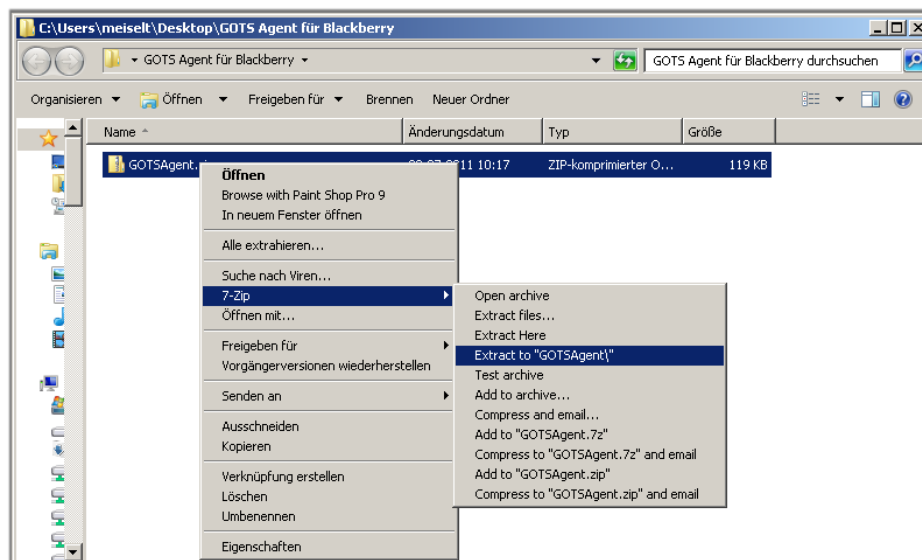 C:\Users\meiselt\Desktop\GOTS Agent für Blackberry
GOTS Agent für Blackberry
GOTS Agent für Blackberry durchsuchen
Organisieren
Öffnen
Freigeben für
Brennen
Neuer Ordner
Name
Änderungsdatum
Typ
Größe
GOTSAgent.
11 10:17
ZIP-komprimierter O...
119 KB
Öffnen
Browse with Paint Shop Pro 9
In neuem Fenster öffnen
Alle extrahieren...
Suche nach Viren...
7-Zip
Öffnen mit...
Freigeben für
Vorgängerversionen wiederherstellen
Senden an
Ausschneiden
Kopieren
Verknüpfung erstellen
Löschen
Umbenennen
Eigenschaften
Open archive
Extract files...
Extract Here
Extract to "GOTSAgent\"
Test archive
Add to archive...
Compress and email...
Add to "GOTSAgent.7z"
Compress to "GOTSAgent.7z" and email
Add to "GOTSAgent.zip"
Compress to "GOTSAgent.zip" and email